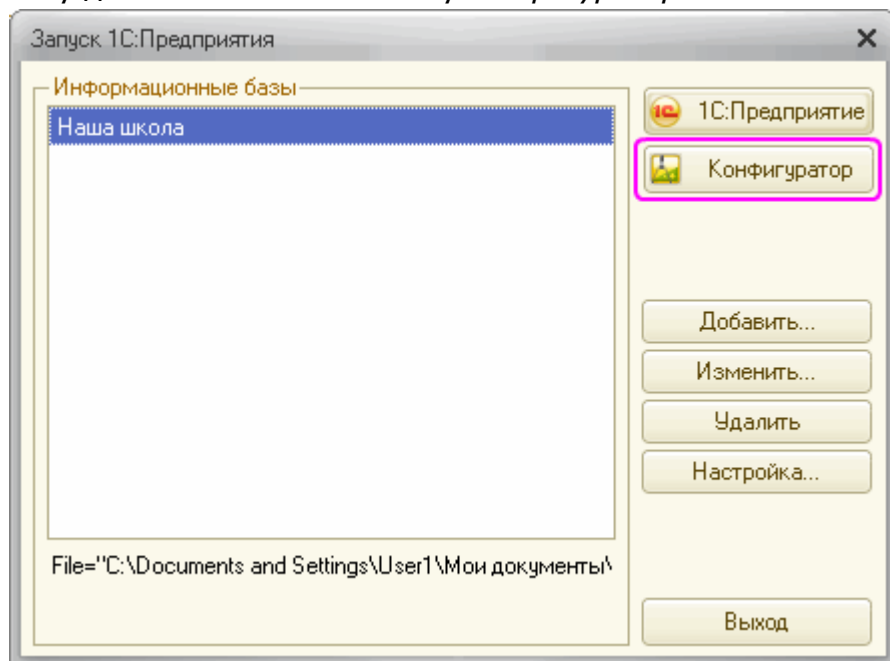 Запуск 1С:Предприятия
Информационные базы
Наша школа
1С:Предприятие
Конфигуратор
Добавить...
Изменить...
Удалить
Настройка...
File="C:\Documents and Settings\User1\Мои документы\
Выход